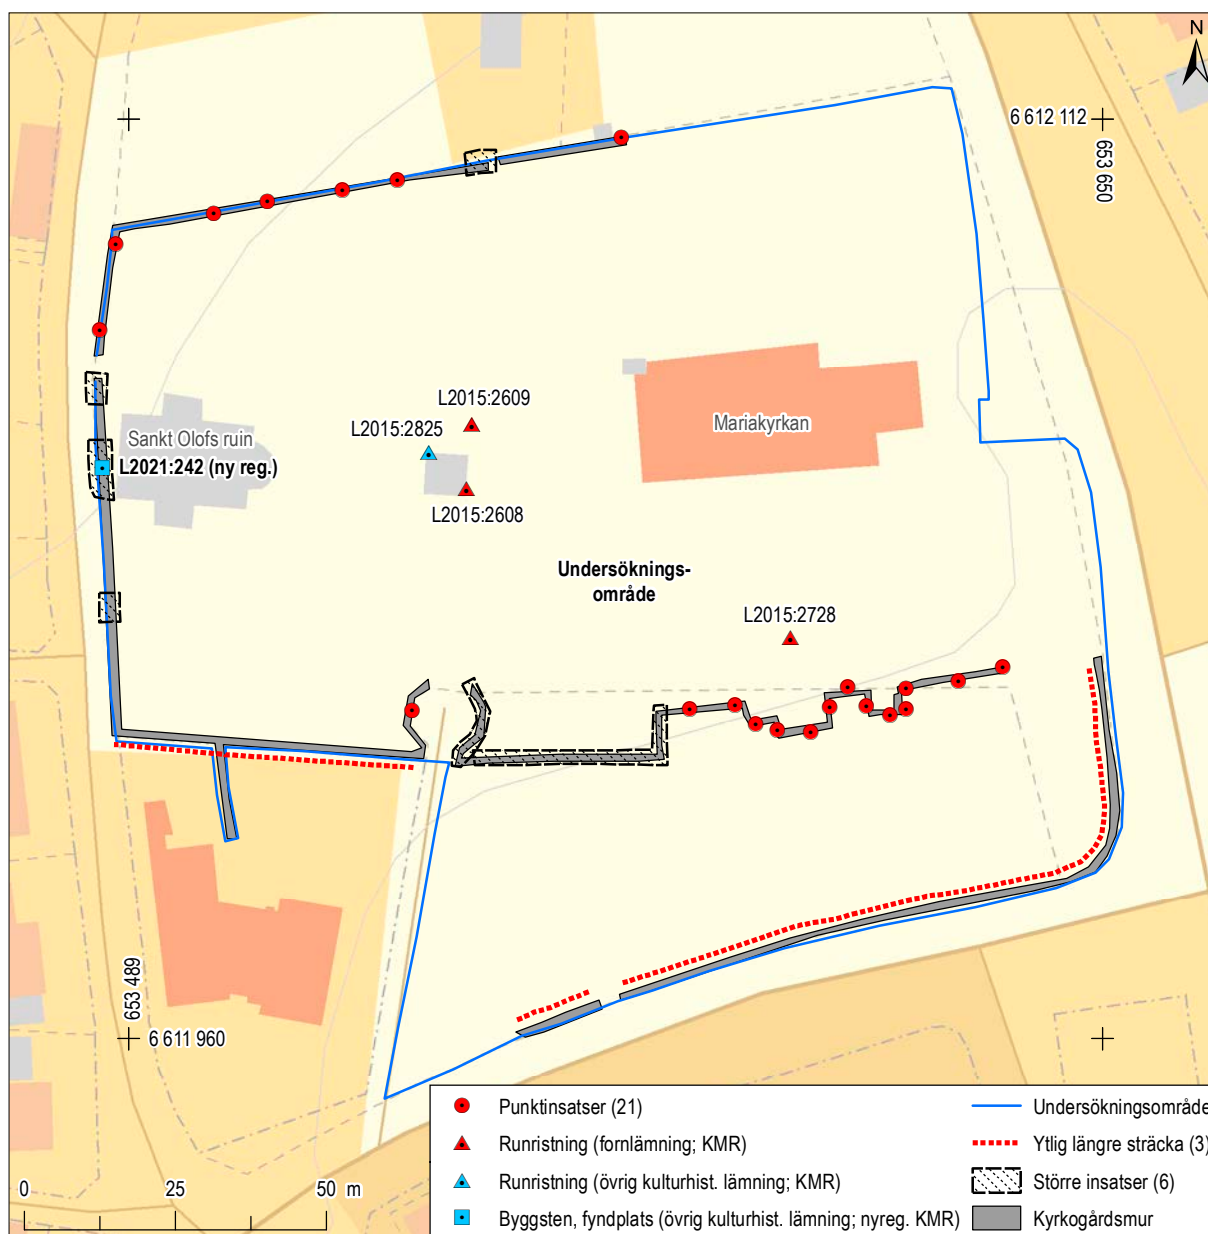 N
6 612 112
653 650
L2015:2609
L2015:2825
Sankt Olofs ruin
L2021:242 (ny reg.)
Mariakyrkan
L2015:2608
Undersöknings-
område
L2015:2728
653 489
6 611 960
Punktinsatser (21)
Runristning (fornlämning; KMR)
Runristning (övrig kulturhist. lämning; KMR)
Byggsten, fyndplats (övrig kulturhist. lämning; nyreg. KMR)
Undersökningsområde
Ytlig längre sträcka (3)
Större insatser (6)
Kyrkogårdsmur
0 25 50 m